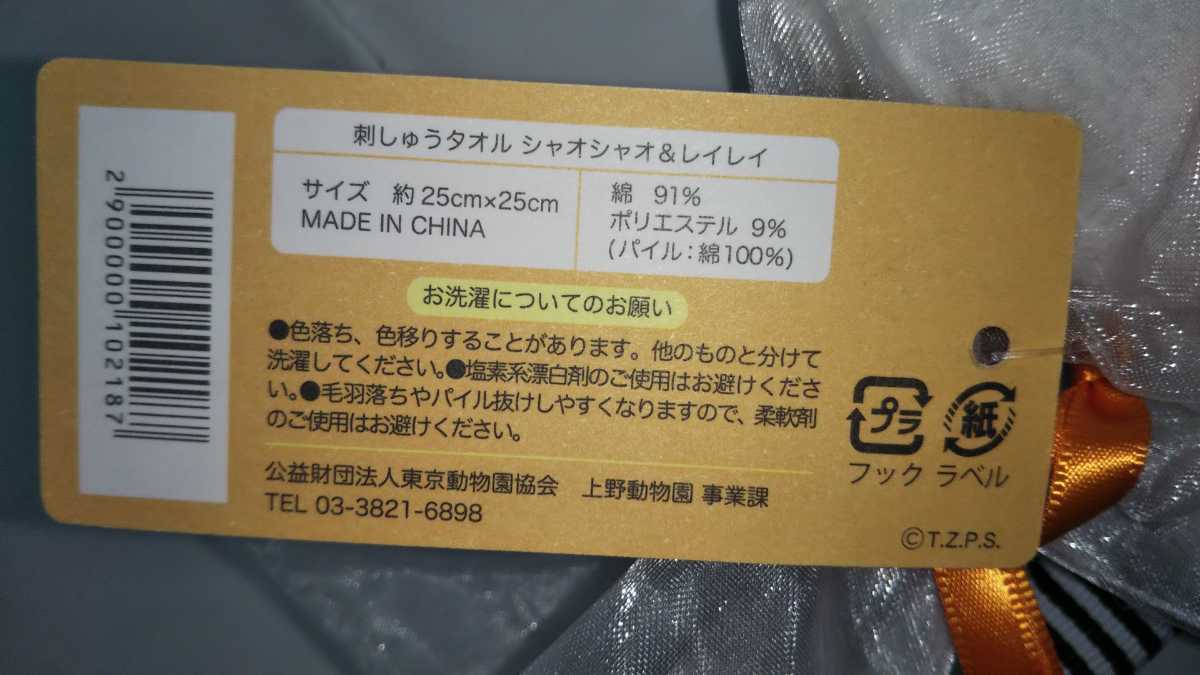 2900000102187
刺しゅうタオル シャオシャオ&レイレイ
サイズ 約25cm×25cm
MADE IN CHINA
綿 91%
ポリエステル 9%
(パイル:綿100%)
お洗濯についてのお願い
●色落ち、色移りすることがあります。他のものと分けて
洗濯してください。●塩素系漂白剤のご使用はお避けくださ
い。●毛羽落ちやパイル抜けしやすくなりますので、柔軟剤
のご使用はお避けください。
公益財団法人東京動物園協会 上野動物園 事業課
TEL 03-3821-6898
プラ
フック
紙
ラベル
©T.Z.P.S.